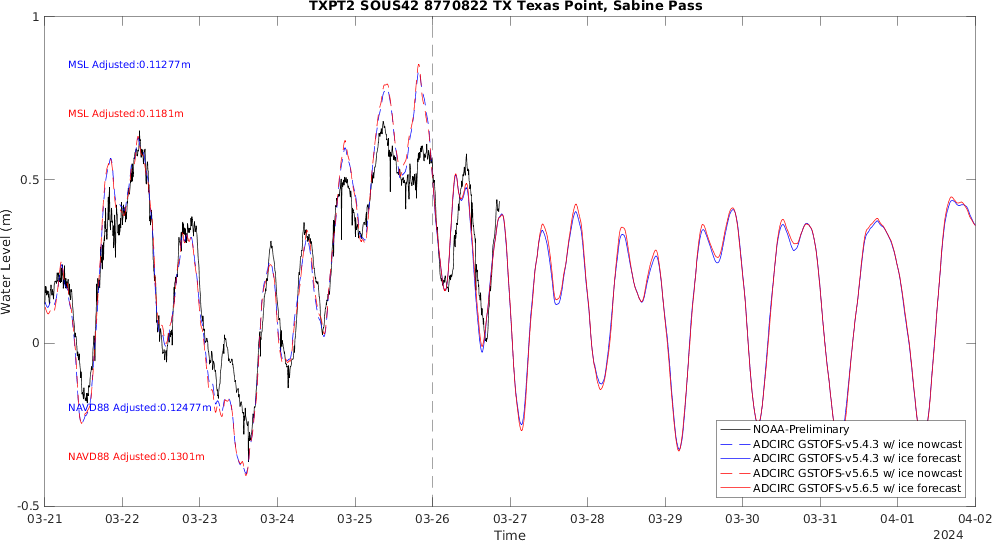 TXPT2 SOUS42 8770822 TX Texas Point, Sabine Pass
1
MSL Adjusted:0.11277m
MSL Adjusted:0.1181m
0.5
Water Level (m)
0
NAVD88 Adjusted:0.12477m
NAVD88 Adjusted:0.1301m
NOAA-Preliminary
ADCIRC GSTOFS-v5.4.3 w/ ice nowcast
ADCIRC GSTOFS-v5.4.3 w/ ice forecast
ADCIRC GSTOFS-v5.6.5 w/ ice nowcast
ADCIRC GSTOFS-v5.6.5 w/ ice forecast
-0.5
03-21 03-22 03-23 03-24 03-25 03-26 03-27 03-28 03-29 03-30 03-31 04-01 04-02
Time
2024